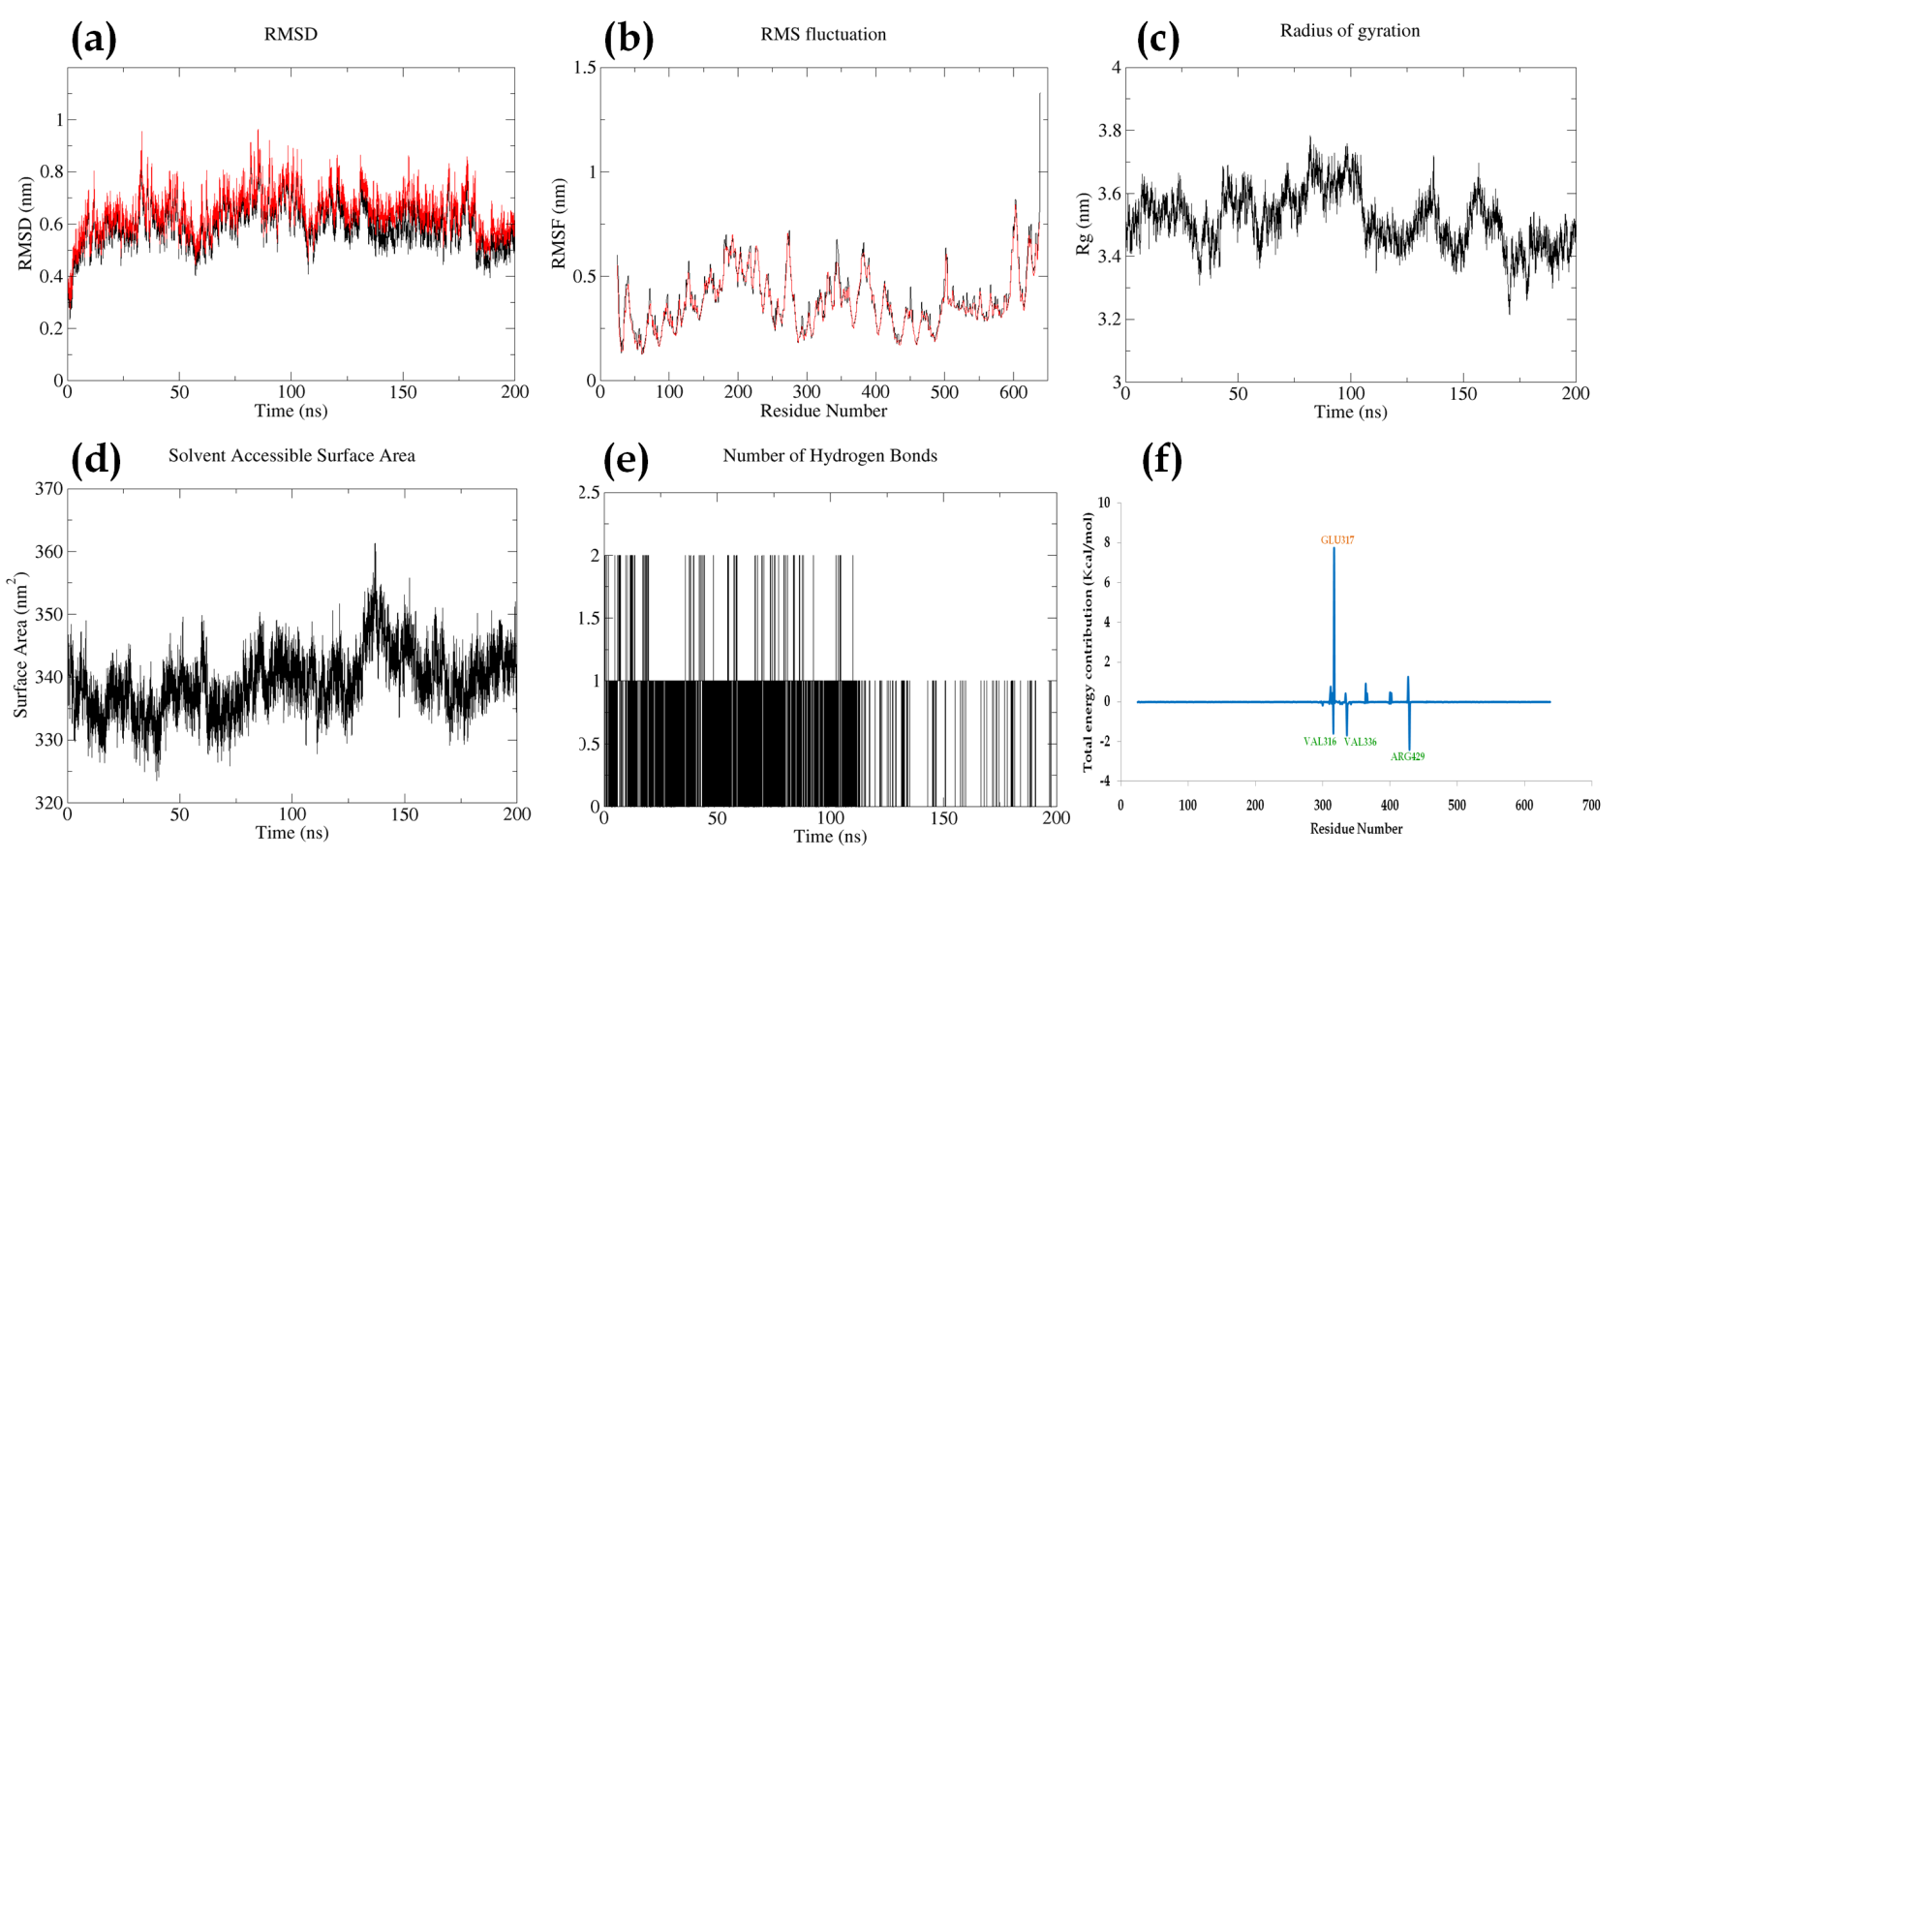 (a)
RMSD
1
0.8
0.6
0.4
0.2
0
RMSD (nm)
0 50 100 150 200
Time (ns)
(b)
RMS fluctuation
1.5
1
0.5
0
RMSF (nm)
0 100 200 300 400 500 600
Residue Number
(c)
Radius of gyration
4
3.8
3.6
3.4
3.2
3
Rg (nm)
0 50 100 150 200
Time (ns)
(d)
Solvent Accessible Surface Area
370
360
350
340
330
320
Surface Area (nm2)
0 50 100 150 200
Time (ns)
(e)
Number of Hydrogen Bonds
2.5
2
1.5
1
0.5
0
0 50 100 150 200
Time (ns)
(f)
10
8
6
4
2
0
-2
-4
Total energy contribution (Kcal/mol)
GLU317
VAL316 VAL336
ARG429
0 100 200 300 400 500 600 700
Residue Number